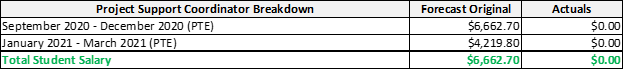 Project Support Coordinator Breakdown Forecast Original Actuals
September 2020 - December 2020 (PTE) $6,662.70 $0.00
January 2021 - March 2021 (PTE) $4,219.80 $0.00
Total Student Salary $6,662.70 $0.00